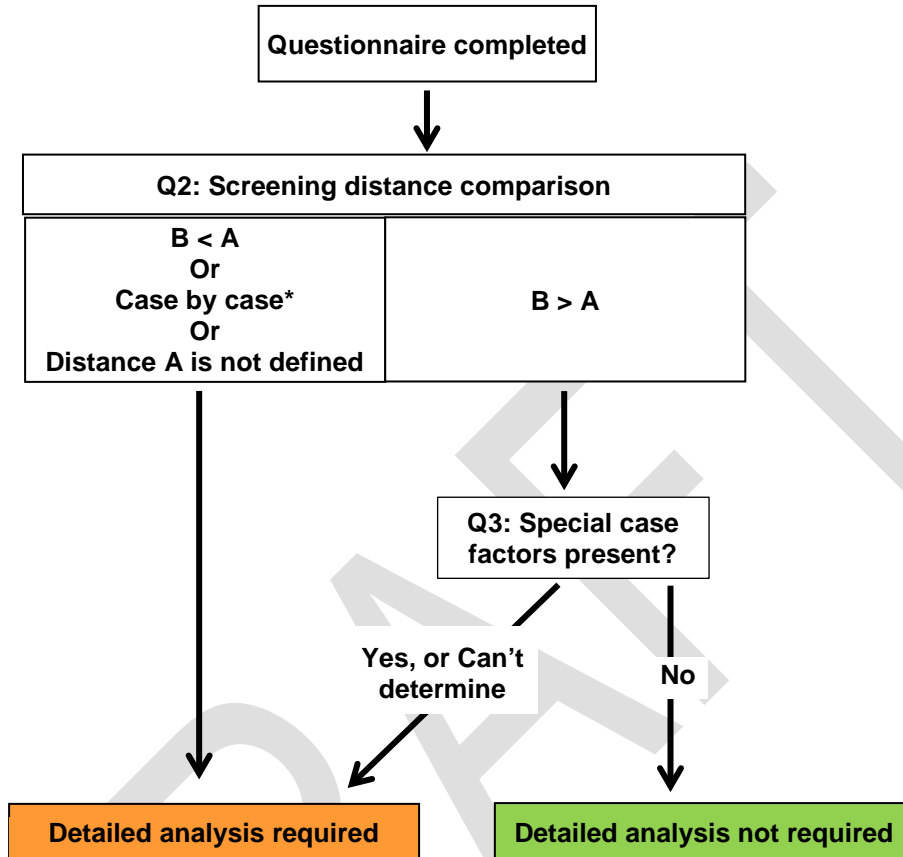 Questionnaire completed
Q2: Screening distance comparison
B < A
Or
Case by case*
Or
Distance A is not defined
B > A
Q3: Special case
factors present?
Yes, or Can't
determine
No
Detailed analysis required
Detailed analysis not required
DRAFT